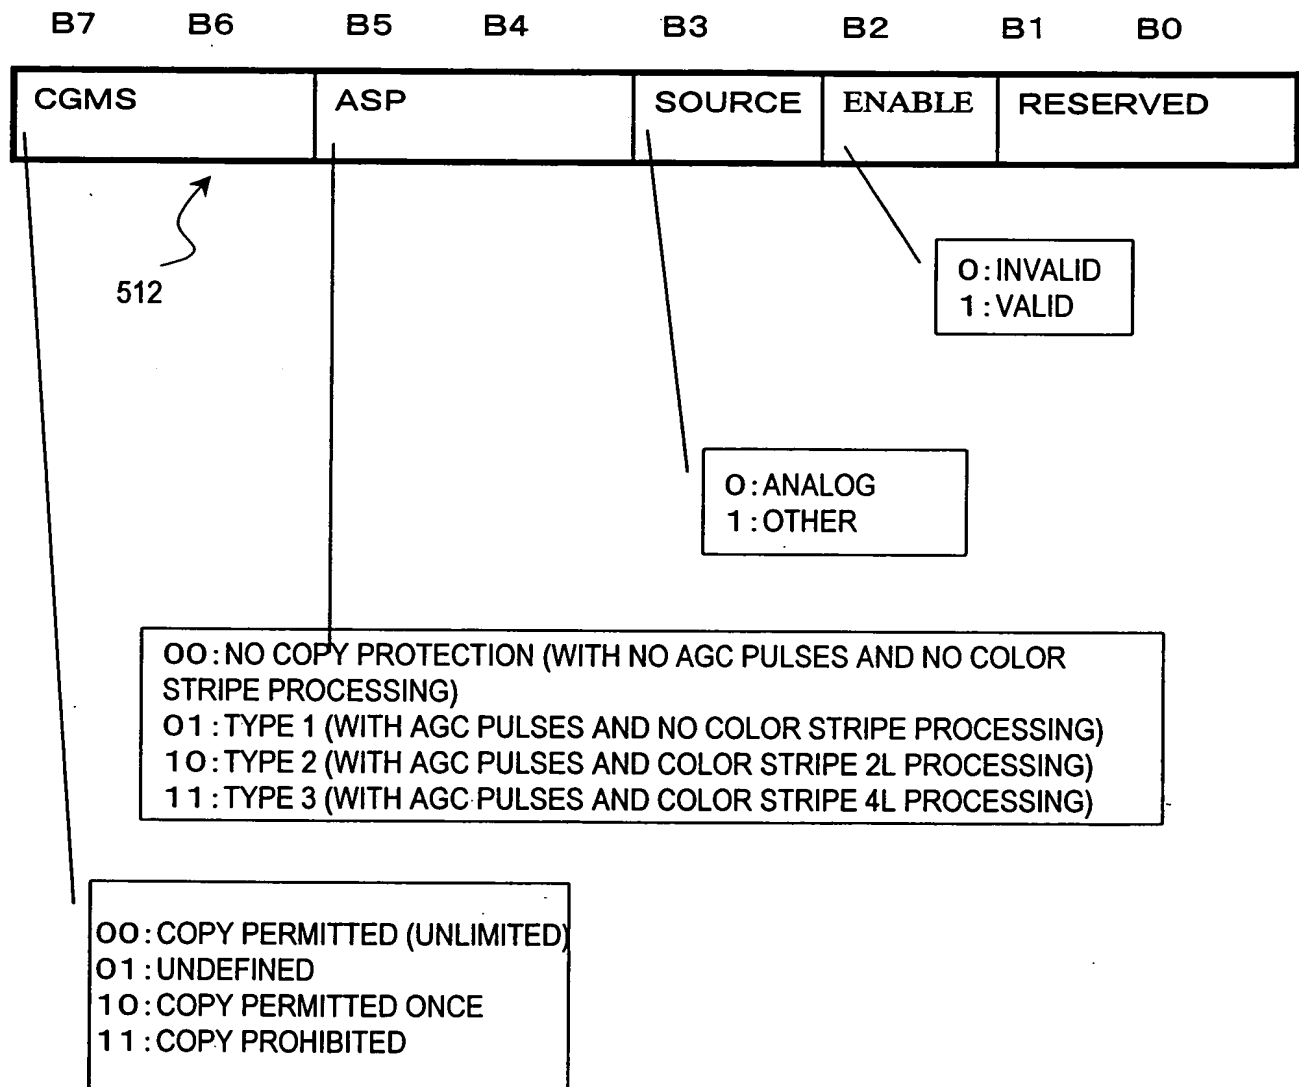 B7 B6 B5 B4 B3 B2 B1 B0
CGMS ASP SOURCE ENABLE RESERVED
512
0:INVALID
1:VALID
0:ANALOG
1:OTHER
00:NO COPY PROTECTION (WITH NO AGC PULSES AND NO COLOR
STRIPE PROCESSING)
01:TYPE 1 (WITH AGC PULSES AND NO COLOR STRIPE PROCESSING)
10:TYPE 2 (WITH AGC PULSES AND COLOR STRIPE 2L PROCESSING)
11:TYPE 3 (WITH AGC PULSES AND COLOR STRIPE 4L PROCESSING)
00:COPY PERMITTED (UNLIMITED)
01:UNDEFINED
10:COPY PERMITTED ONCE
11:COPY PROHIBITED